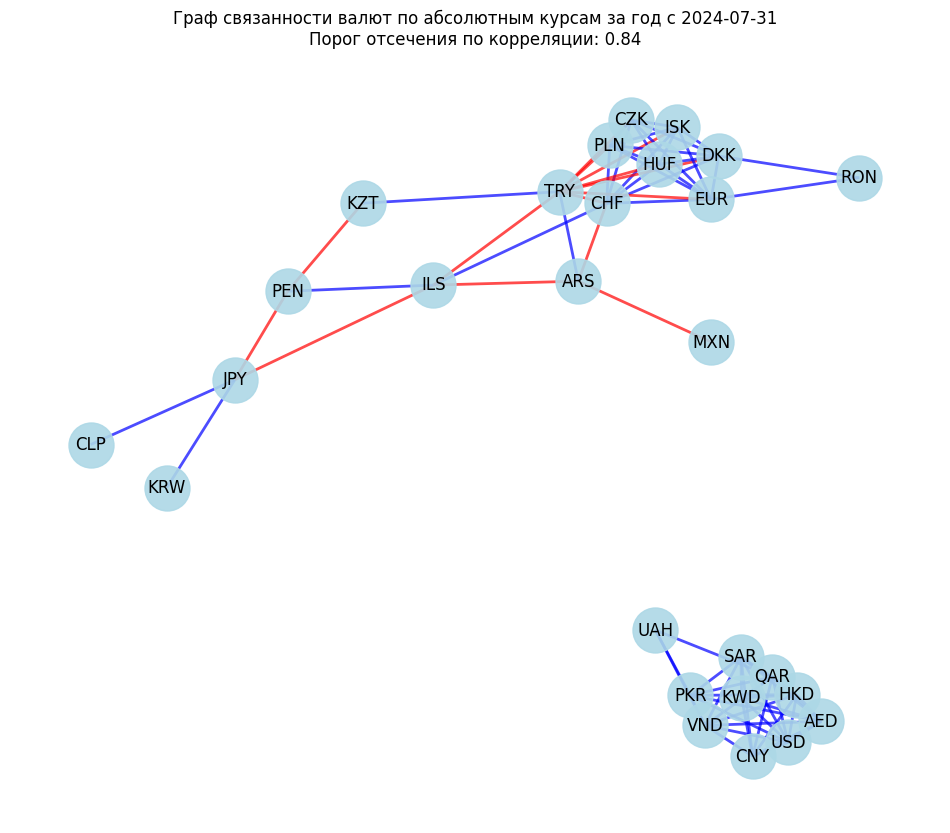 Граф связанности валют по абсолютным курсам за год с 2024-07-31
Порог отсечения по корреляции: 0.84
CZK
ISK
PLN
DKK
HUF
RON
TRY
EUR
KZT
CHF
ARS
ILS
PEN
MXN
JPY
CLP
KRW
UAH
SAR
QAR
PKR
KWD
HKD
VND
AED
USD
CNY